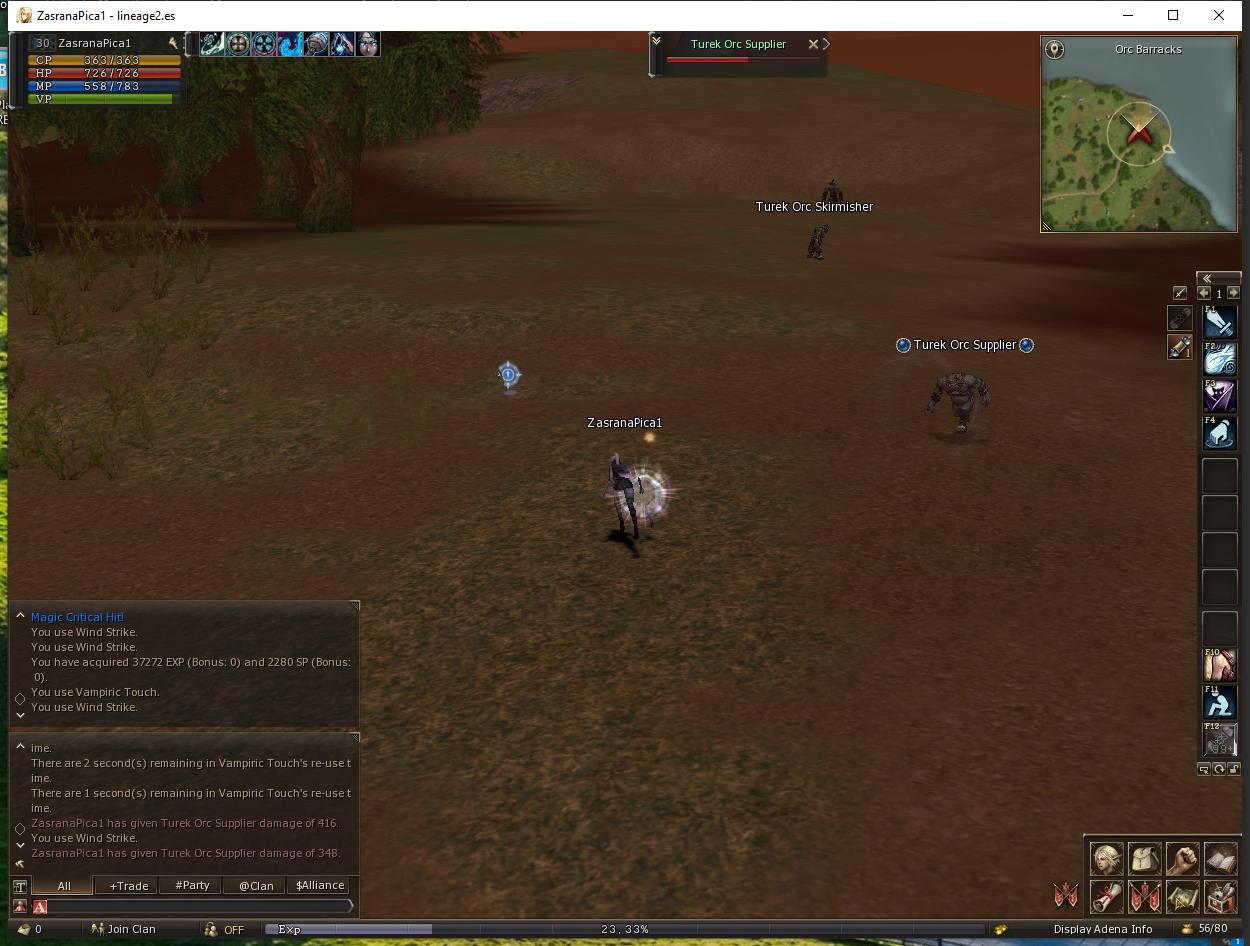 ZasranaPica1 - lineage2.es
30 ZasranaPica1
CP 363/363
HP 726/726
MP 558/783
VP
Turek Orc Supplier
Orc Barracks
Turek Orc Skirmisher
Turek Orc Supplier
ZasranaPica1
1
F1
1
F2
F3
F4
F10
F11
F12
99+
Magic Critical Hit!
You use Wind Strike.
You use Wind Strike.
You have acquired 37272 EXP (Bonus: 0) and 2280 SP (Bonus:
0).
You use Vampiric Touch.
You use Wind Strike.
ime.
There are 2 second(s) remaining in Vampiric Touch's re-use t
ime.
There are 1 second(s) remaining in Vampiric Touch's re-use t
ime.
ZasranaPica1 has given Turek Orc Supplier damage of 416.
You use Wind Strike.
ZasranaPica1 has given Turek Orc Supplier damage of 348.
T All +Trade #Party @Clan $Alliance
A
0 Join Clan OFF Exp 23,33% Display Adena Info 56/80